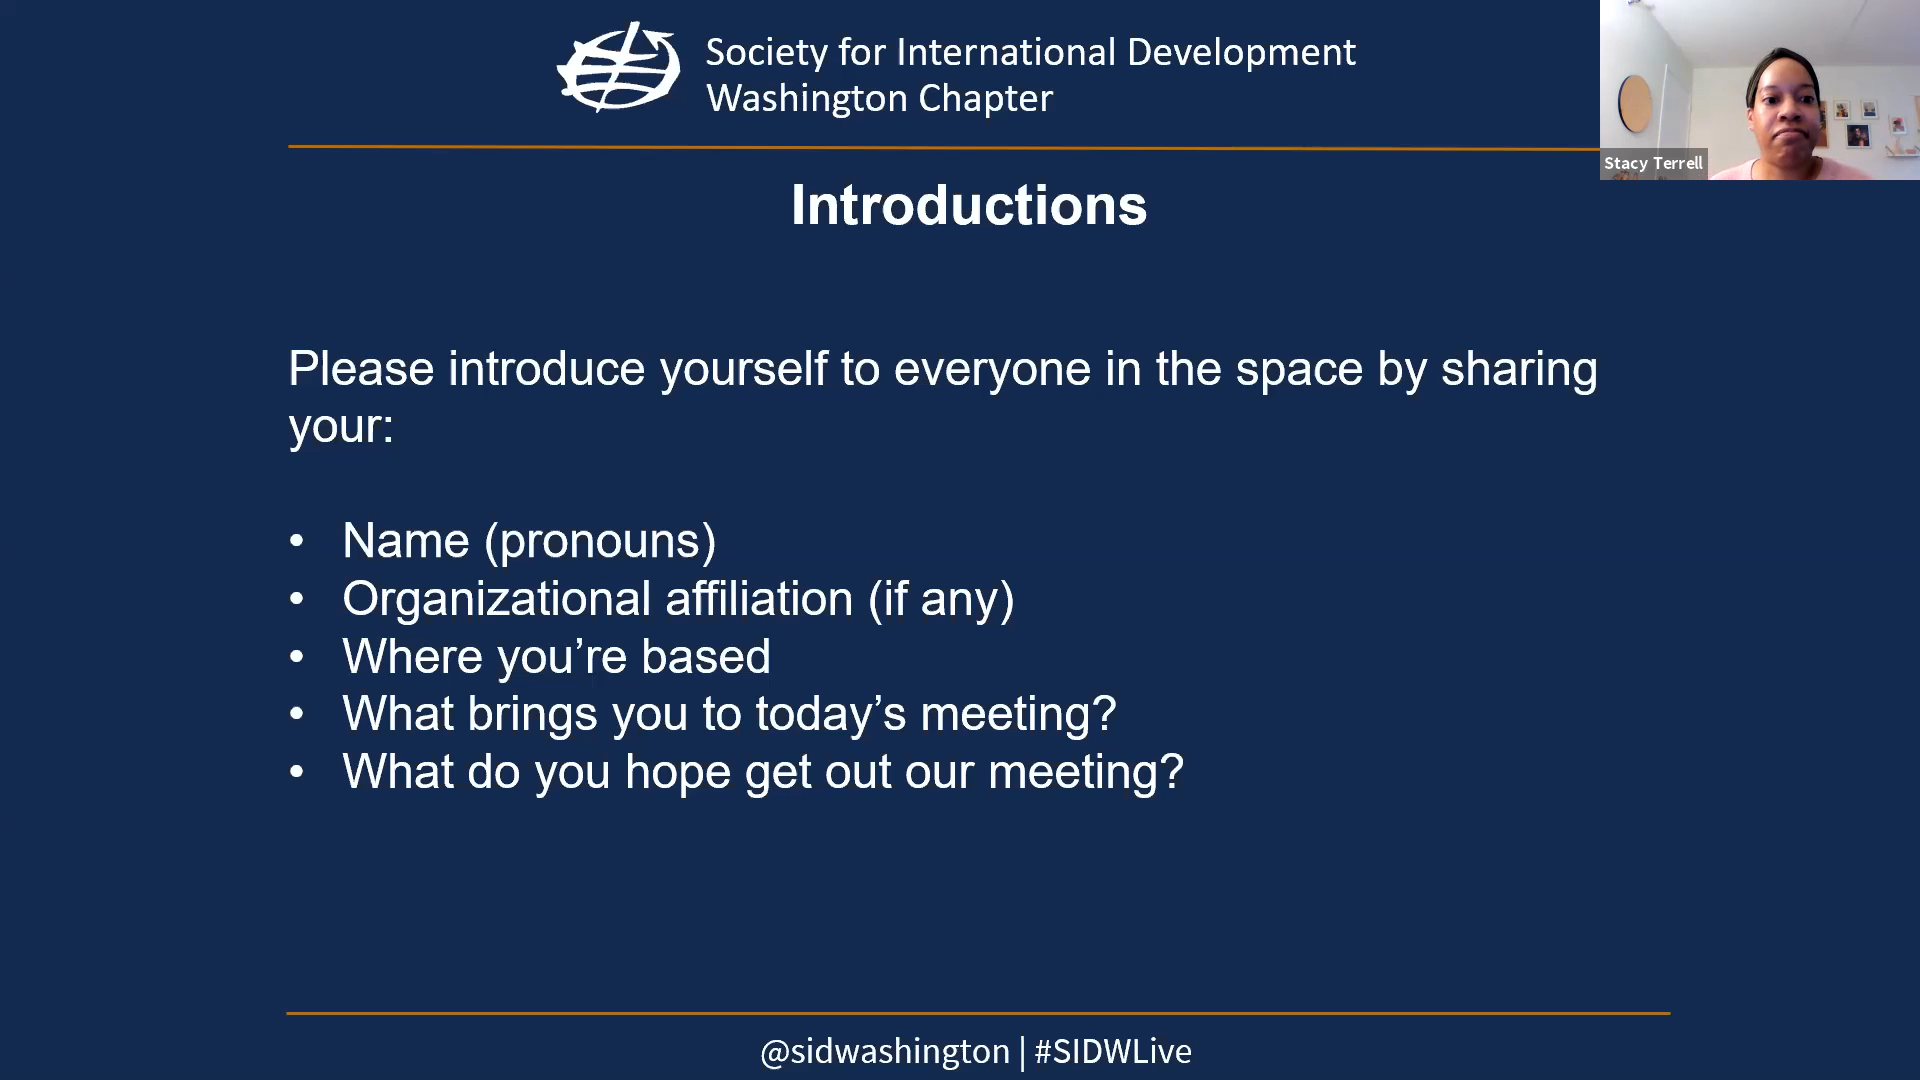 Society for International Development
Washington Chapter
Stacy Terrell
Introductions
Please introduce yourself to everyone in the space by sharing
your:
• Name (pronouns)
• Organizational affiliation (if any)
• Where you’re based
• What brings you to today’s meeting?
• What do you hope get out our meeting?
@sidwashington | #SIDWLive